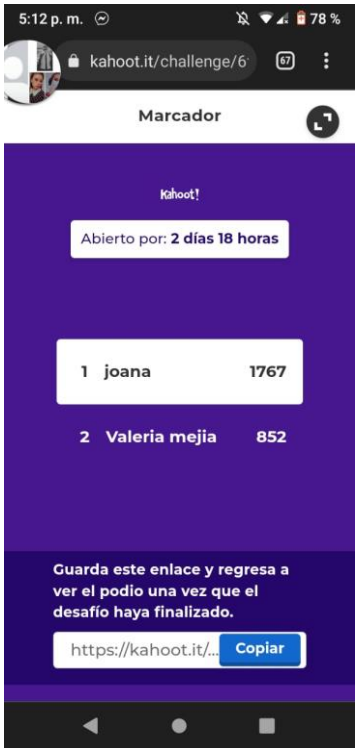 5:12 p. m.
78 %
kahoot.it/challenge/6
67
Marcador
Kahoot!
Abierto por: 2 días 18 horas
1 joana 1767
2 Valeria mejia 852
Guarda este enlace y regresa a
ver el podio una vez que el
desafío haya finalizado.
https://kahoot.it/...
Copiar